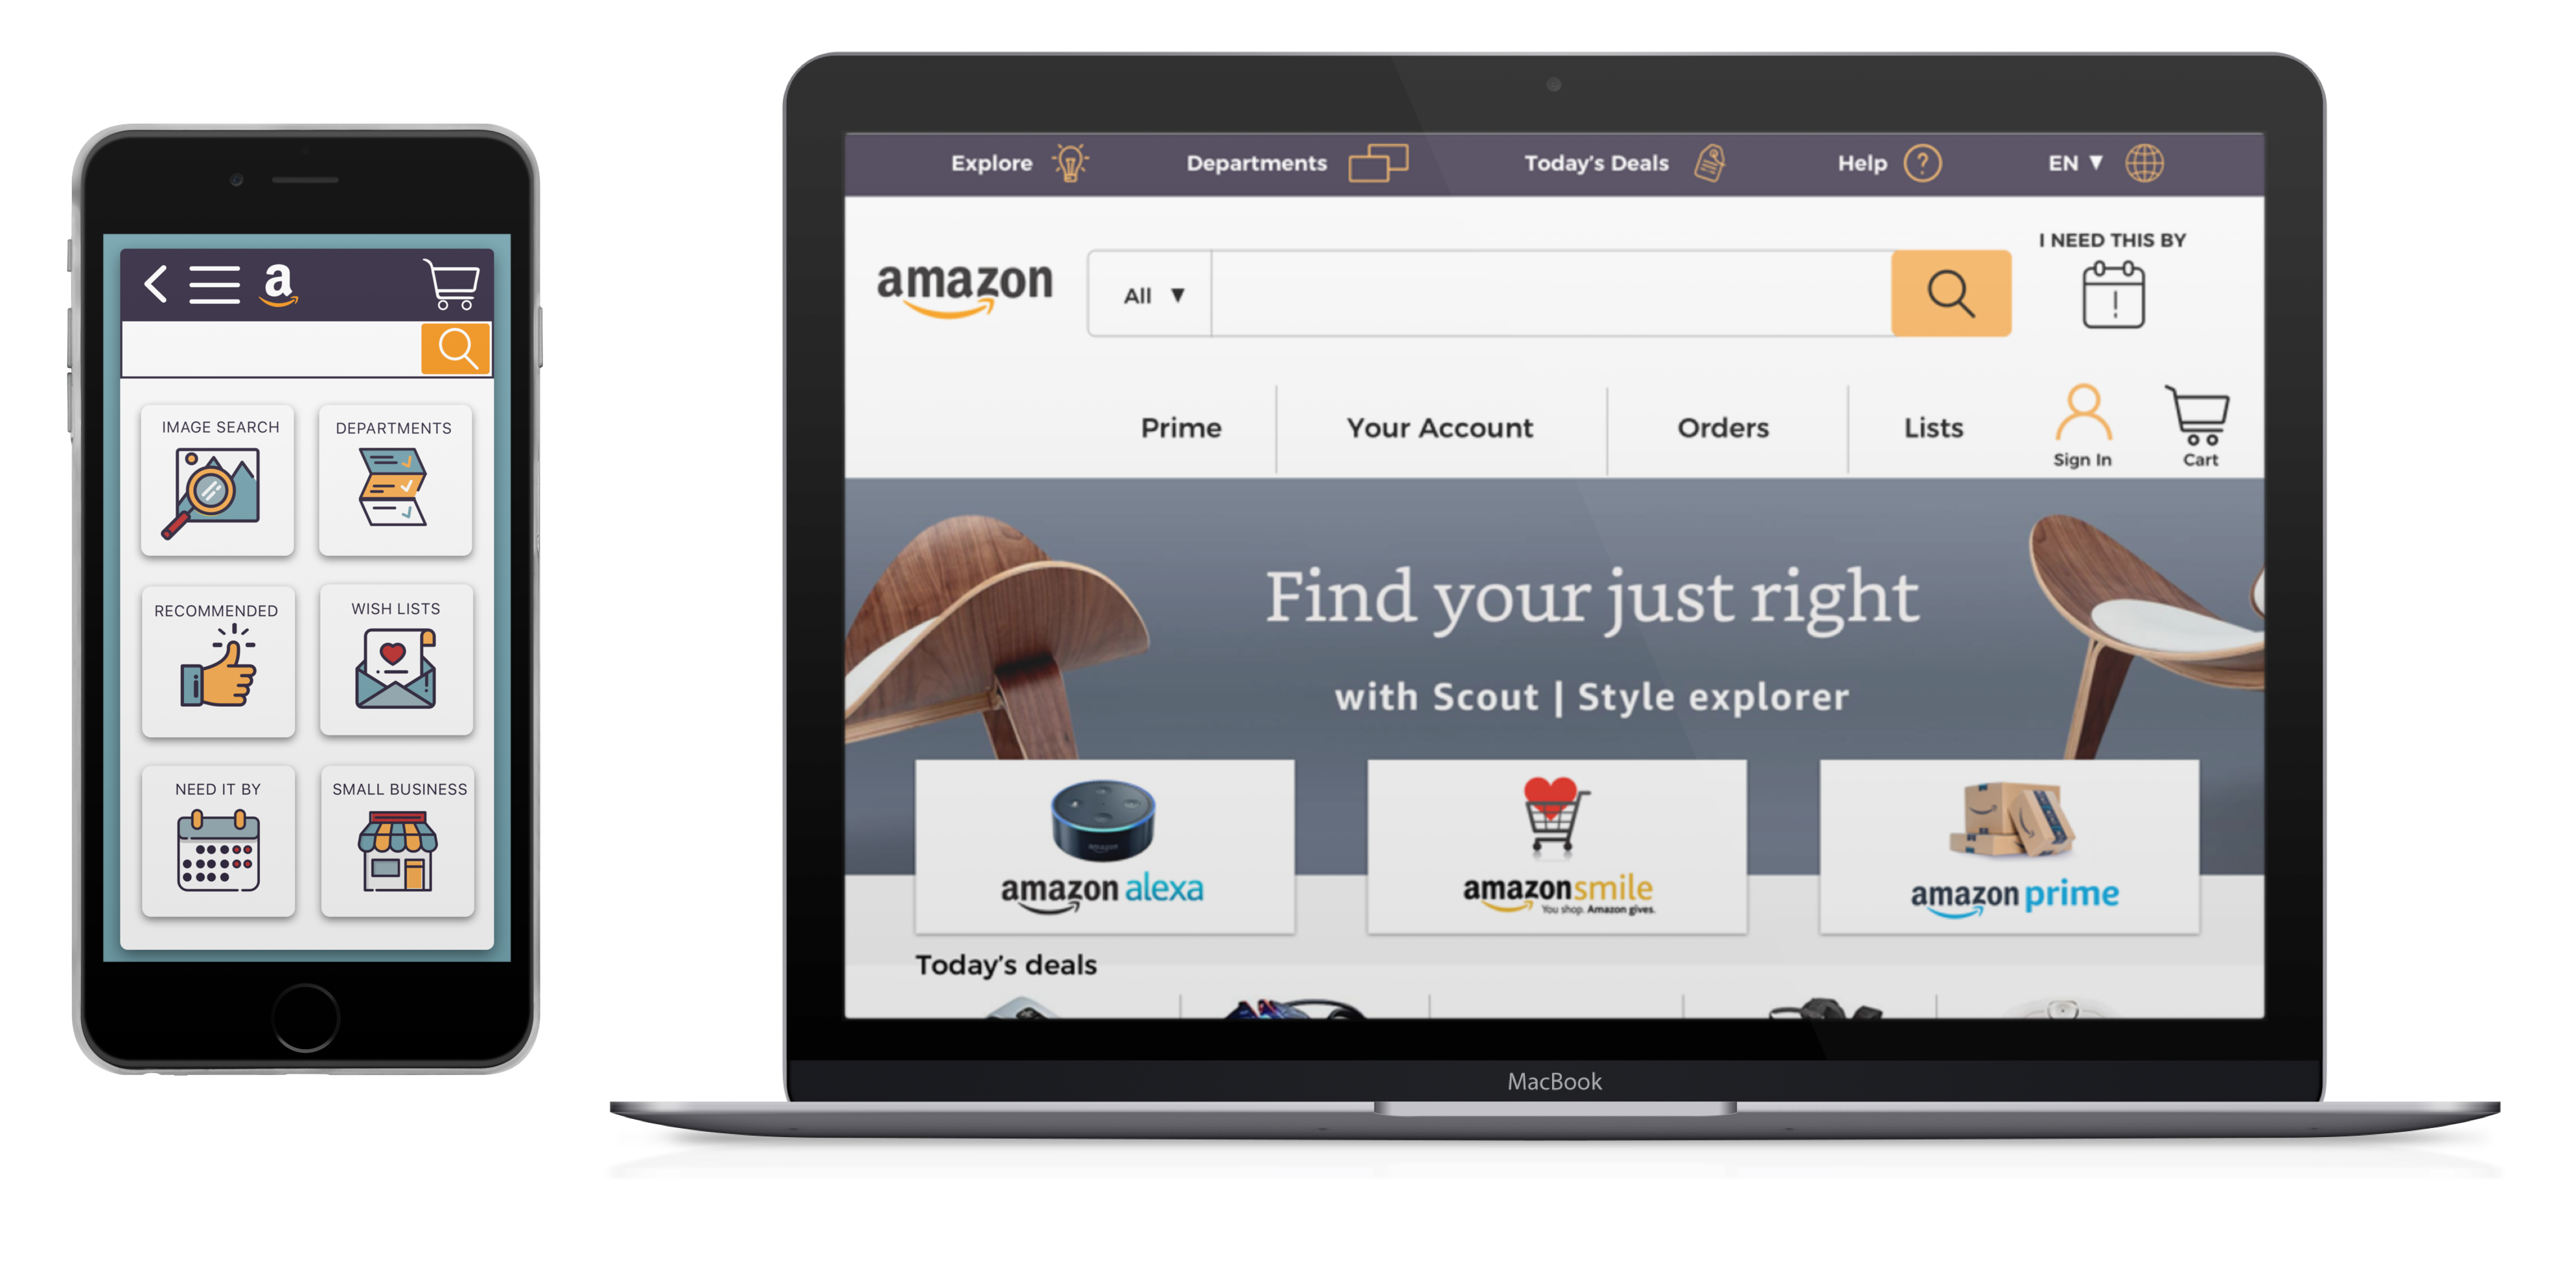 a
IMAGE SEARCH
DEPARTMENTS
RECOMMENDED
WISH LISTS
NEED IT BY
SMALL BUSINESS
Explore
Departments
Today's Deals
Help ?
EN ▼
amazon
All ▼
I NEED THIS BY
!
Prime
Your Account
Orders
Lists
Sign In
Cart
Find your just right
with Scout | Style explorer
amazon
amazon alexa
amazonsmile
You shop. Amazon gives.
amazon prime
Today's deals
MacBook